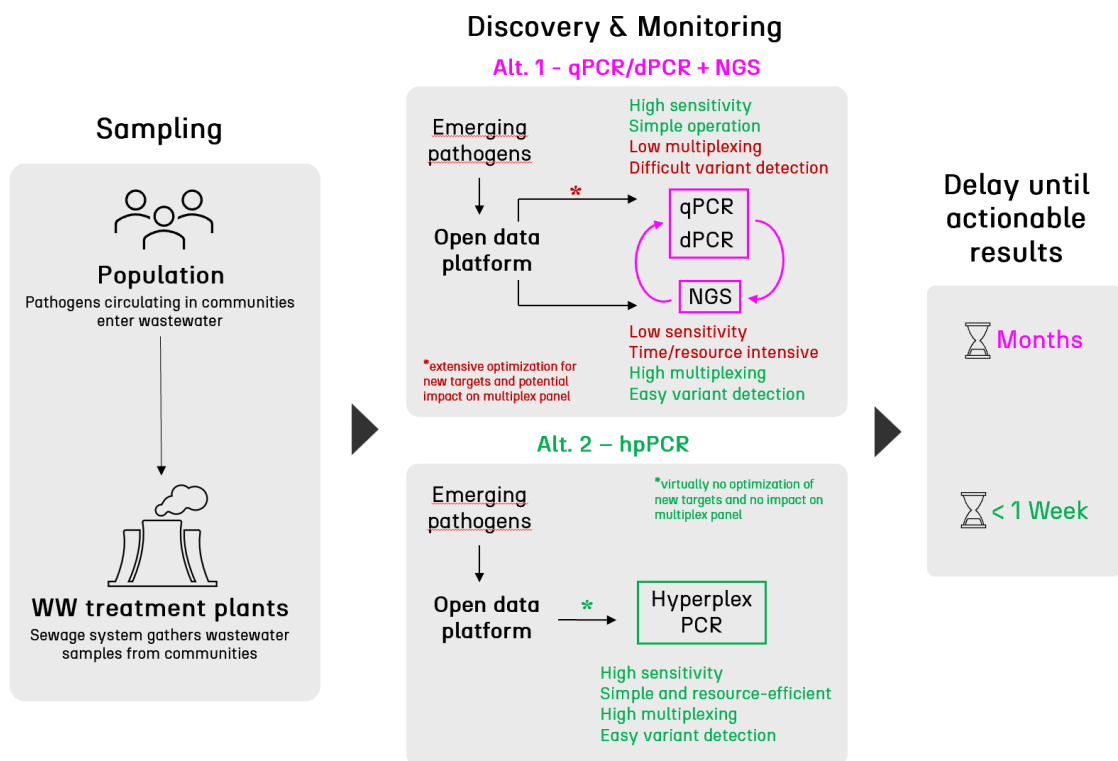 Sampling
Population
Pathogens circulating in communities
enter wastewater
WW treatment plants
Sewage system gathers wastewater
samples from communities
Discovery & Monitoring
Alt. 1 - qPCR/dPCR + NGS
Emerging
pathogens
Open data
platform
*
High sensitivity
Simple operation
Low multiplexing
Difficult variant detection
qPCR
dPCR
NGS
Low sensitivity
Time/resource intensive
High multiplexing
Easy variant detection
*extensive optimization for
new targets and potential
impact on multiplex panel
Alt. 2 – hpPCR
Emerging
pathogens
*virtually no optimization of
new targets and no impact on
multiplex panel
Open data
platform
*
Hyperplex
PCR
High sensitivity
Simple and resource-efficient
High multiplexing
Easy variant detection
Delay until
actionable
results
Months
< 1 Week